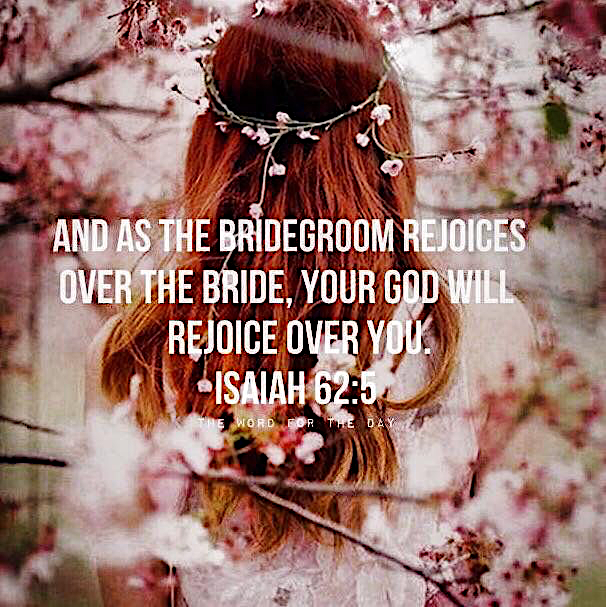 AND AS THE BRIDEGROOM REJOICES
OVER THE BRIDE, YOUR GOD WILL
REJOICE OVER YOU.
ISAIAH 62:5
THE WORD FOR THE DAY